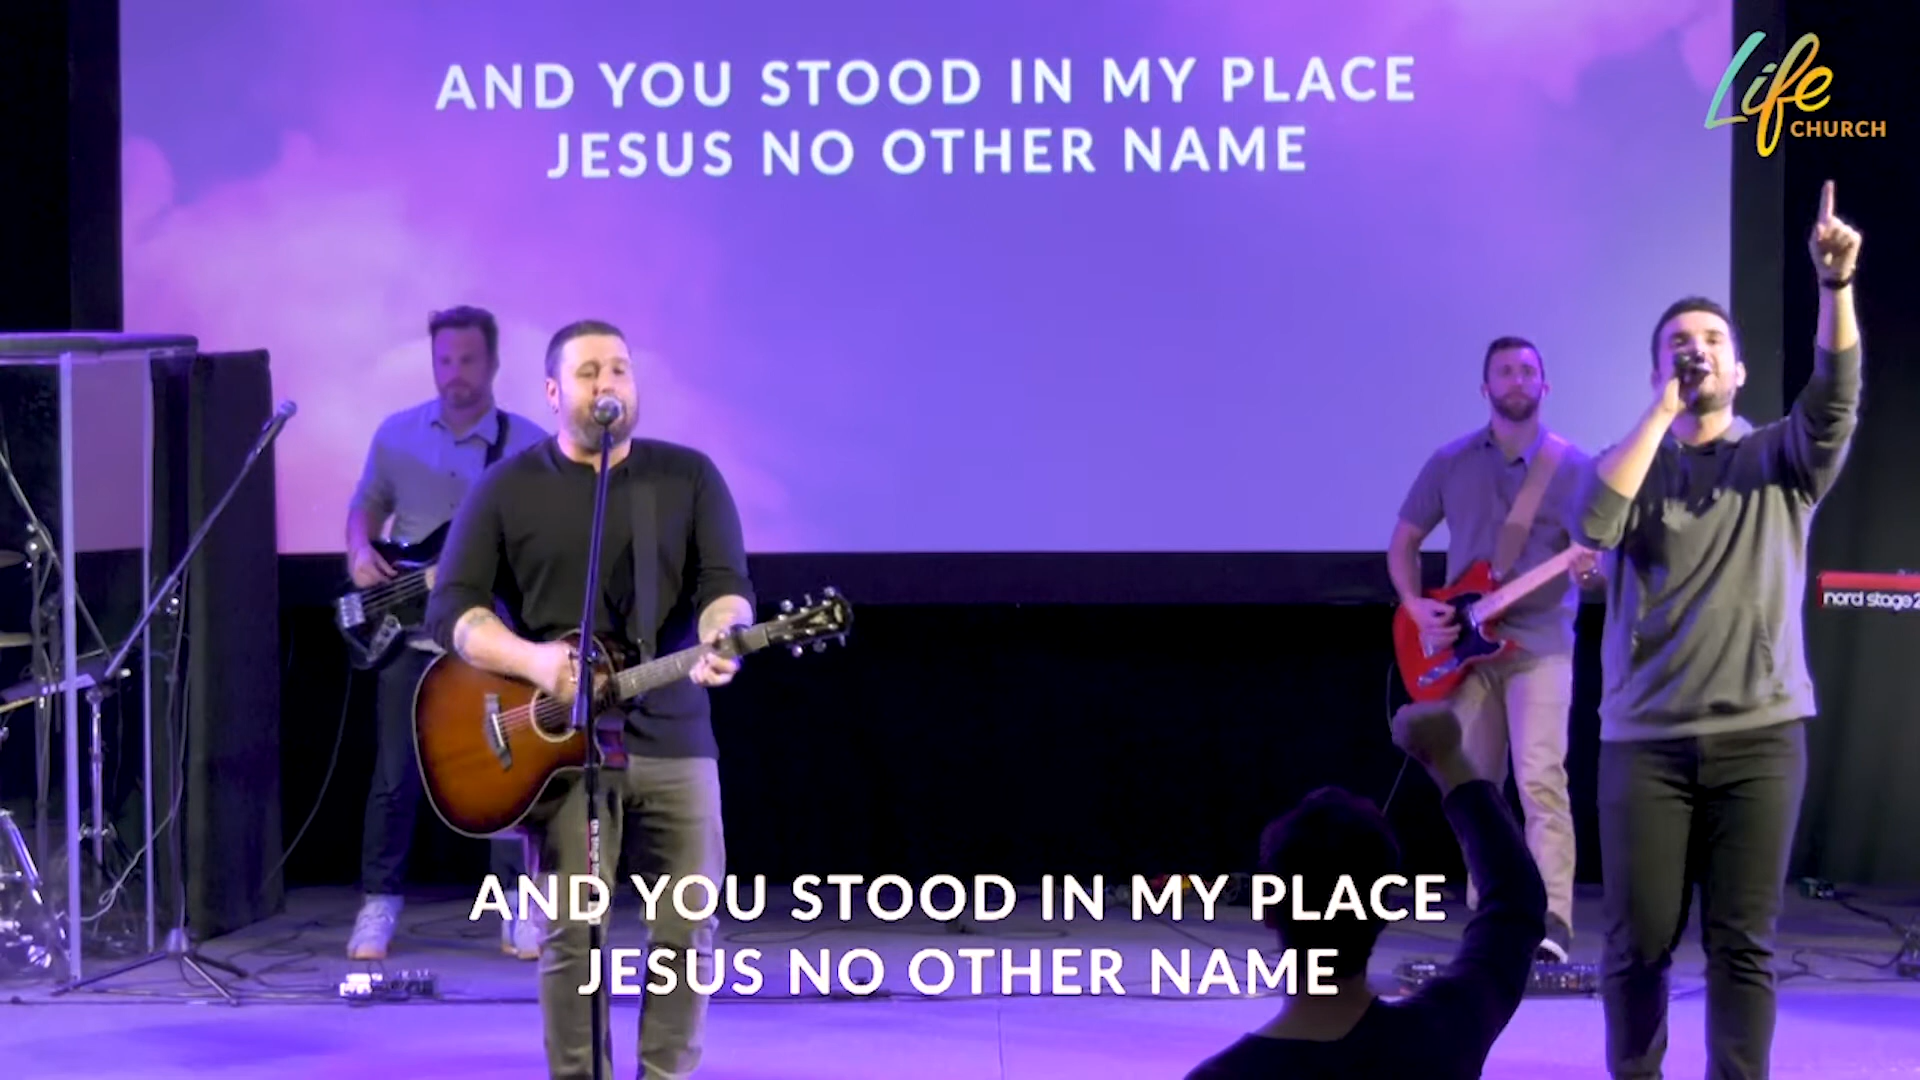 AND YOU STOOD IN MY PLACE
JESUS NO OTHER NAME
Life
CHURCH
nord stage 2
AND YOU STOOD IN MY PLACE
JESUS NO OTHER NAME